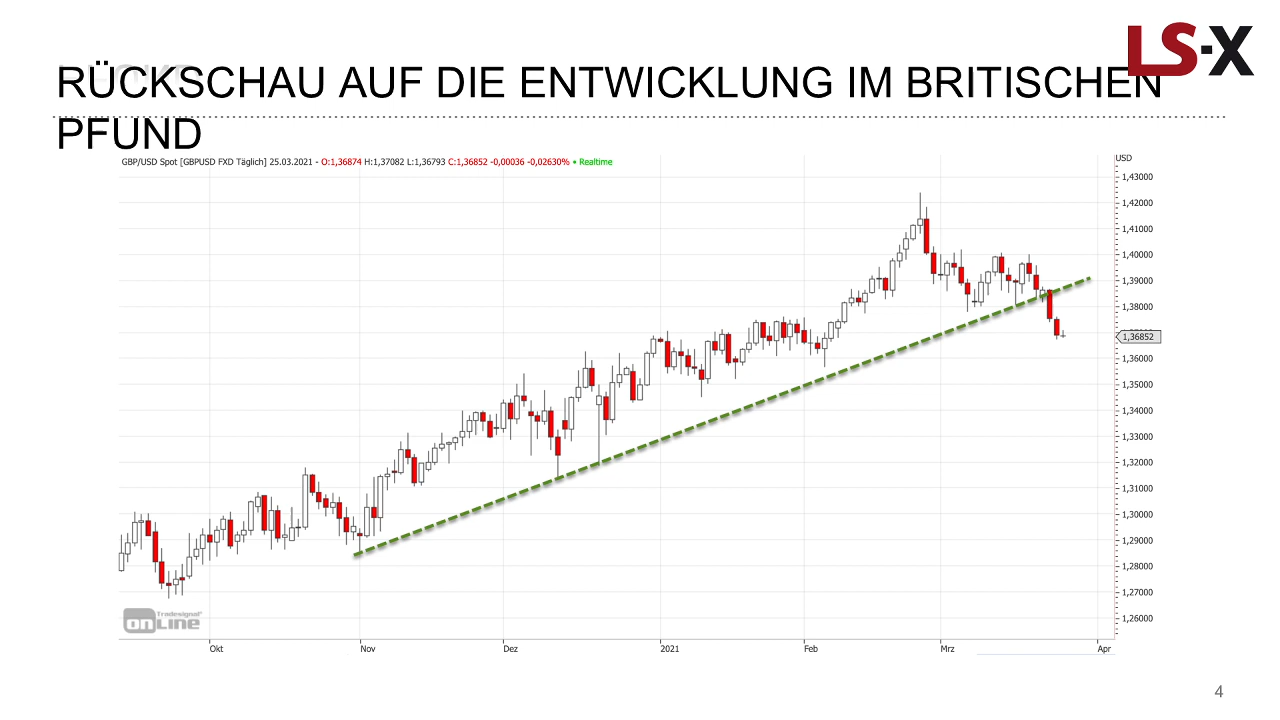 LS-X
RÜCKSCHAU AUF DIE ENTWICKLUNG IM BRITISCHEN
PFUND
GBP/USD Spot [GBPUSD FXD Täglich] 25.03.2021 - O:1,36874 H:1,37082 L:1,36793 C:1,36852 -0,00036 -0,02630% • Realtime
USD
1,43000
1,42000
1,41000
1,40000
1,39000
1,38000
1,36852
1,36000
1,35000
1,34000
1,33000
1,32000
1,31000
1,30000
1,29000
1,28000
1,27000
1,26000
Tradesignal®
onLine
Okt Nov Dez 2021 Feb Mrz Apr
4